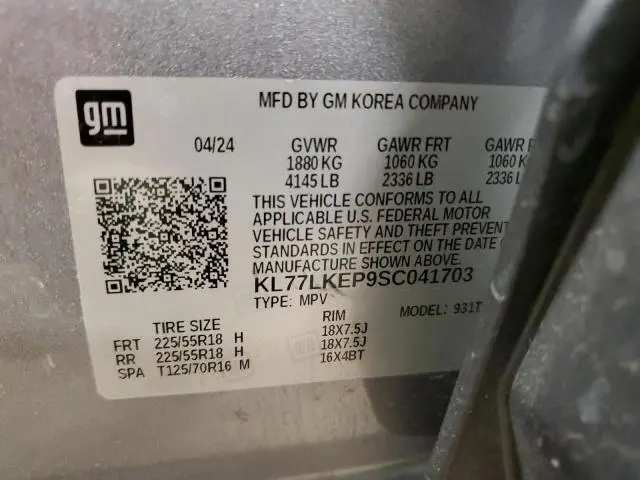 gm
MFD BY GM KOREA COMPANY
04/24 GVWR GAWR FRT GAWR
1880 KG 1060 KG 1060 KG
4145 LB 2336 LB 2336 LB
THIS VEHICLE CONFORMS TO ALL
APPLICABLE U.S. FEDERAL MOTOR
VEHICLE SAFETY AND THEFT PREVENT
STANDARDS IN EFFECT ON THE DATE
MANUFACTURE SHOWN ABOVE.
KL77LKEP9SC041703
TYPE: MPV MODEL: 931T
TIRE SIZE RIM
FRT 225/55R18 H 18X7.5J
RR 225/55R18 H 18X7.5J
SPA T125/70R16 M 16X4BT